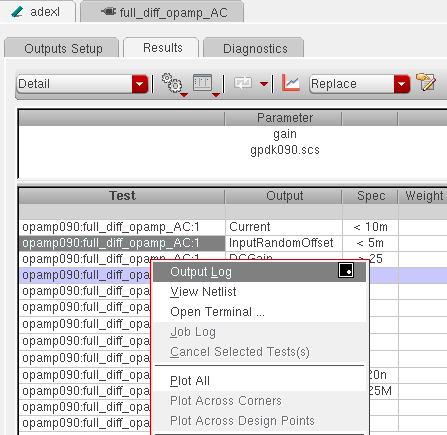 adexl full_diff_opamp_AC
Outputs Setup Results Diagnostics
Detail Replace
Parameter
gain
gpdk090.scs
Test Output Spec Weight
opamp090:full_diff_opamp_AC:1 Current < 10m
opamp090:full_diff_opamp_AC:1 InputRandomOffset < 5m
opamp090:full_diff_opamp_AC:1 DCGain > 25
opamp090:full_diff_opa
Output Log
opamp090:full_diff_opa
View Netlist
opamp090:full_diff_opa
Open Terminal ...
opamp090:full_diff_opa
Job Log
opamp090:full_diff_opa
Cancel Selected Tests(s)
opamp090:full_diff_opa 20n
Plot All
opamp090:full_diff_opa 25M
Plot Across Corners
opamp090:full_diff_opa
Plot Across Design Points
opamp090:full_diff_opa